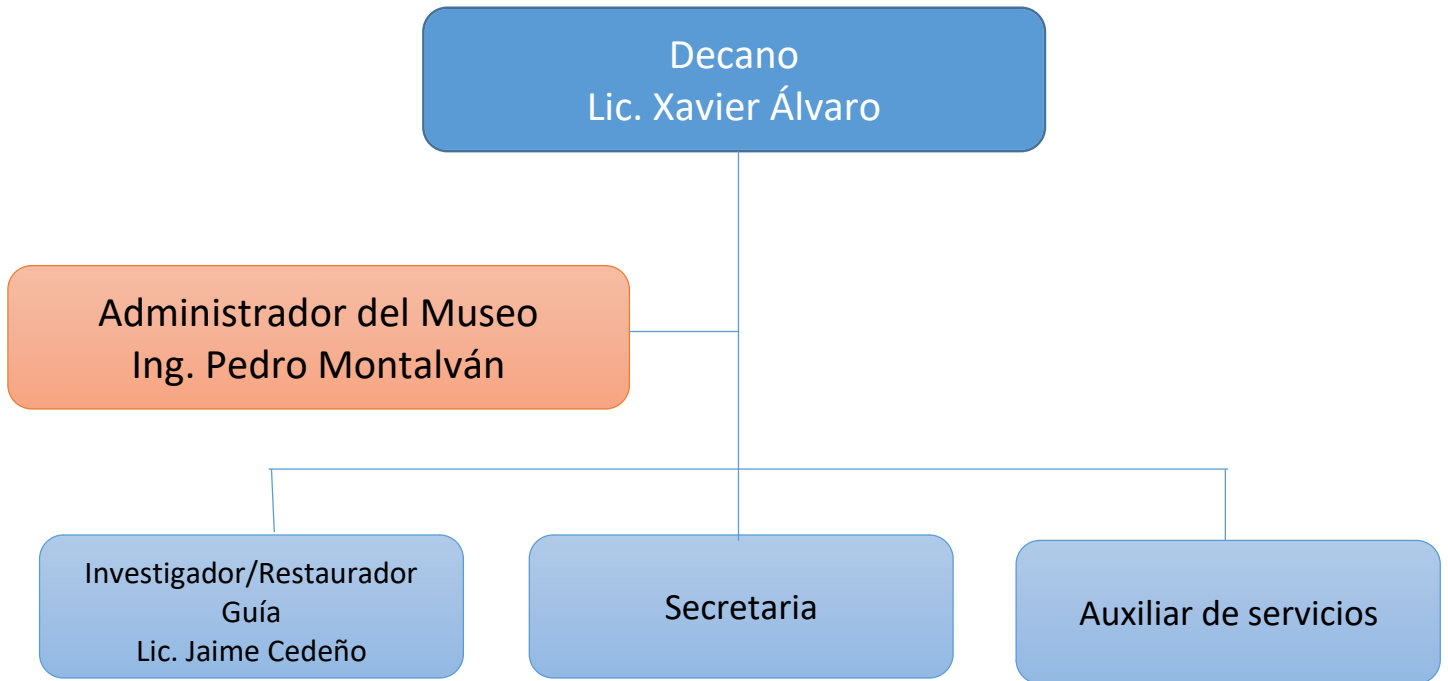 Decano
Lic. Xavier Álvaro
Administrador del Museo
Ing. Pedro Montalván
Investigador/Restaurador
Guía
Lic. Jaime Cedeño
Secretaria
Auxiliar de servicios